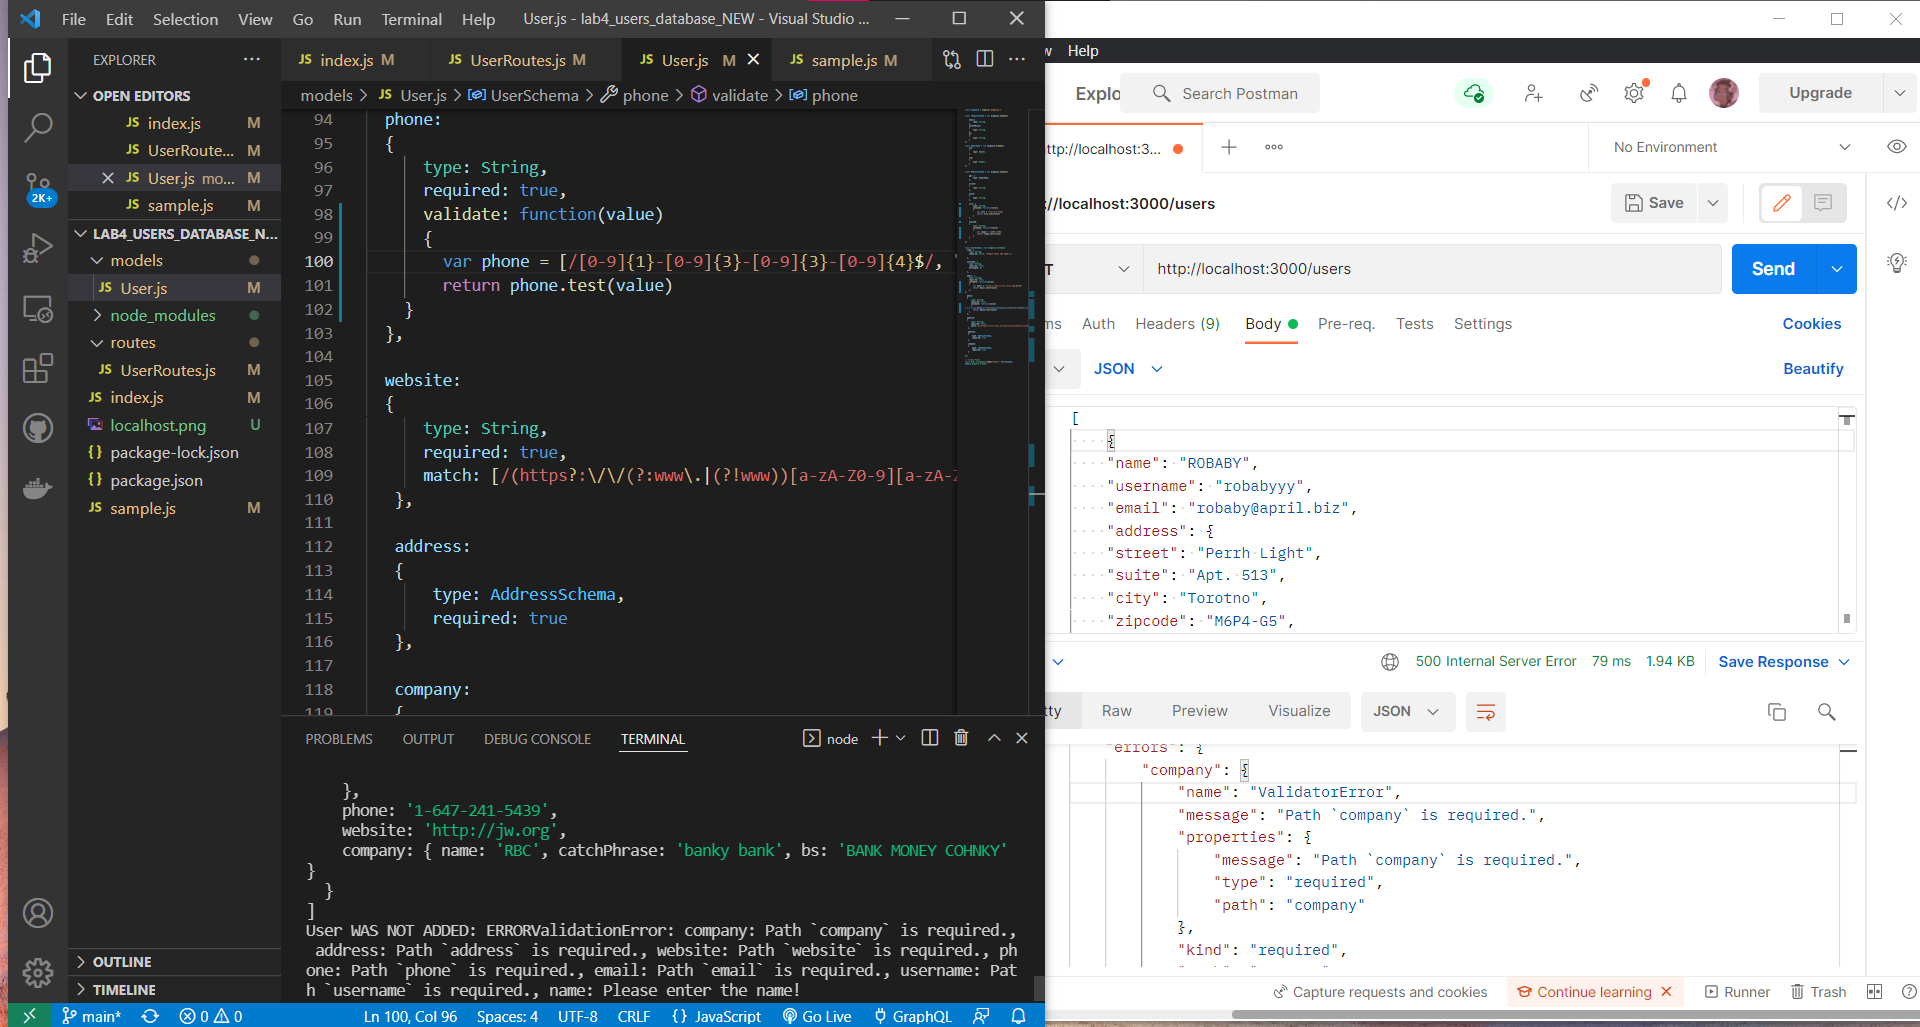 File Edit Selection View Go Run Terminal Help User.js - lab4_users_database_NEW - Visual Studio ...
EXPLORER
OPEN EDITORS
JS index.js M
JS UserRoute... M
JS User.js mo... M
JS sample.js M
LAB4_USERS_DATABASE_N...
models
JS User.js M
node_modules
routes
JS UserRoutes.js M
JS index.js M
localhost.png U
{} package-lock.json
{} package.json
JS sample.js M
OUTLINE
TIMELINE
2K+
JS index.js M JS UserRoutes.js M JS User.js M JS sample.js M
models > JS User.js > UserSchema > phone > validate > phone
94 phone:
95 {
96 type: String,
97 required: true,
98 validate: function(value)
99 {
100 var phone = [/[0-9]{1}-[0-9]{3}-[0-9]{3}-[0-9]{4}$/,
101 return phone.test(value)
102 }
103 },
104
105 website:
106 {
107 type: String,
108 required: true,
109 match: [/(https?:\/\/(?:www\.|(?!www))[a-zA-Z0-9][a-zA-Z
110 },
111
112 address:
113 {
114 type: AddressSchema,
115 required: true
116 },
117
118 company:
119 {
PROBLEMS OUTPUT DEBUG CONSOLE TERMINAL node
},
phone: '1-647-241-5439',
website: 'http://jw.org',
company: { name: 'RBC', catchPhrase: 'banky bank', bs: 'BANK MONEY COHNKY'
}
}
]
User WAS NOT ADDED: ERRORValidationError: company: Path `company` is required.,
address: Path `address` is required., website: Path `website` is required., ph
one: Path `phone` is required., email: Path `email` is required., username: Pat
h `username` is required., name: Please enter the name!
main* 0 0 Ln 100, Col 96 Spaces: 4 UTF-8 CRLF {} JavaScript Go Live GraphQL
w Help
Explo Search Postman Upgrade
ttp://localhost:3... No Environment
://localhost:3000/users Save
T http://localhost:3000/users Send
ms Auth Headers (9) Body Pre-req. Tests Settings Cookies
JSON Beautify
[
{
"name": "ROBABY",
"username": "robabyyy",
"email": "robaby@april.biz",
"address": {
"street": "Perrh Light",
"suite": "Apt. 513",
"city": "Torotno",
"zipcode": "M6P4-G5",
500 Internal Server Error 79 ms 1.94 KB Save Response
tty Raw Preview Visualize JSON
"errors": {
"company": {
"name": "ValidatorError",
"message": "Path `company` is required.",
"properties": {
"message": "Path `company` is required.",
"type": "required",
"path": "company"
},
"kind": "required",
Capture requests and cookies Continue learning Runner Trash